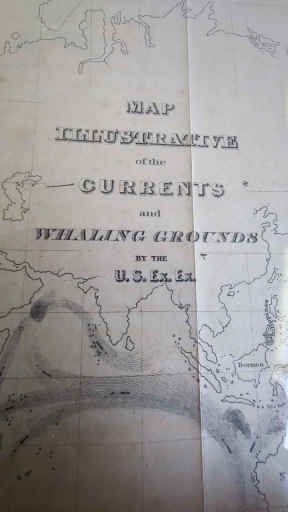 MAP
ILLUSTRATIVE
of the
CURRENTS
and
WHALING GROUNDS
BY THE
U.S. Ex. Ex.
Borneo